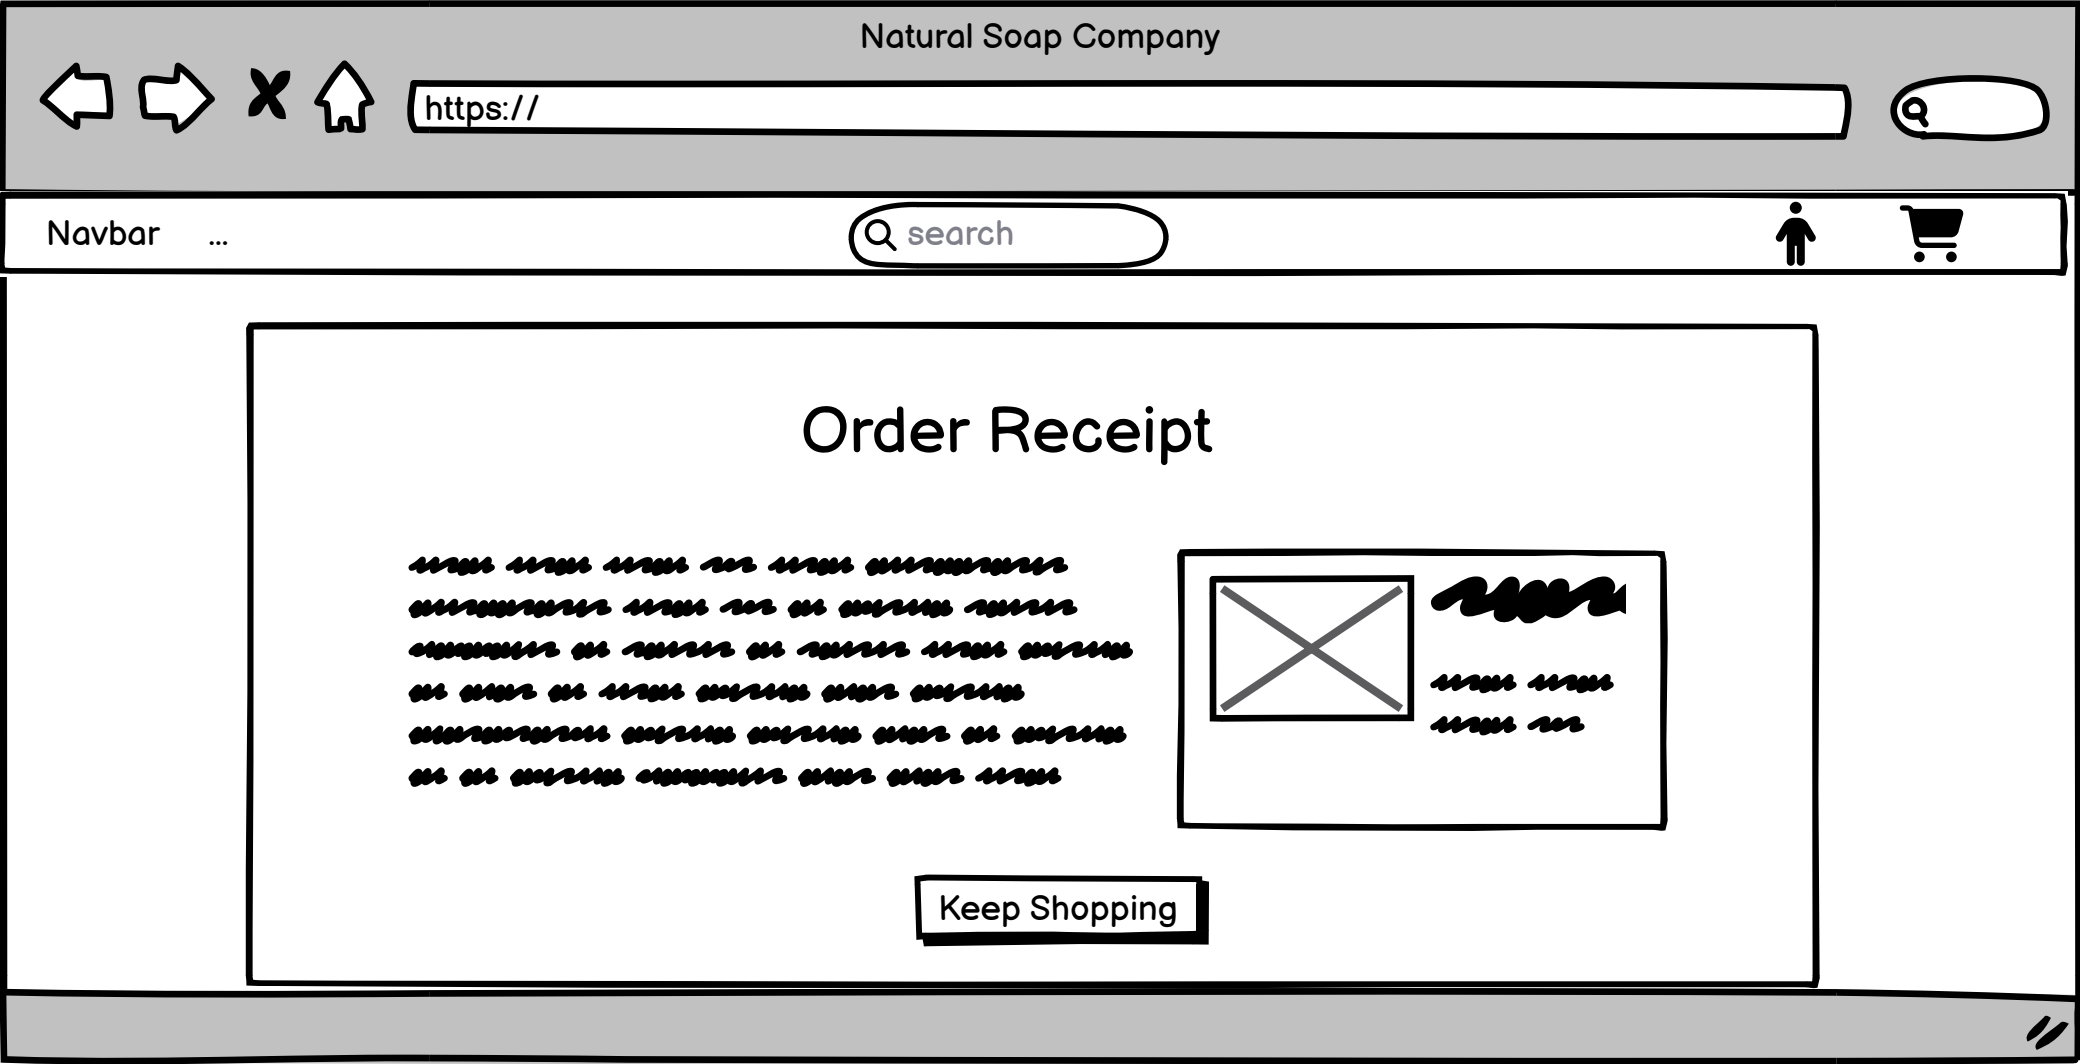 Natural Soap Company
https://
Navbar ...
search
Order Receipt
Keep Shopping